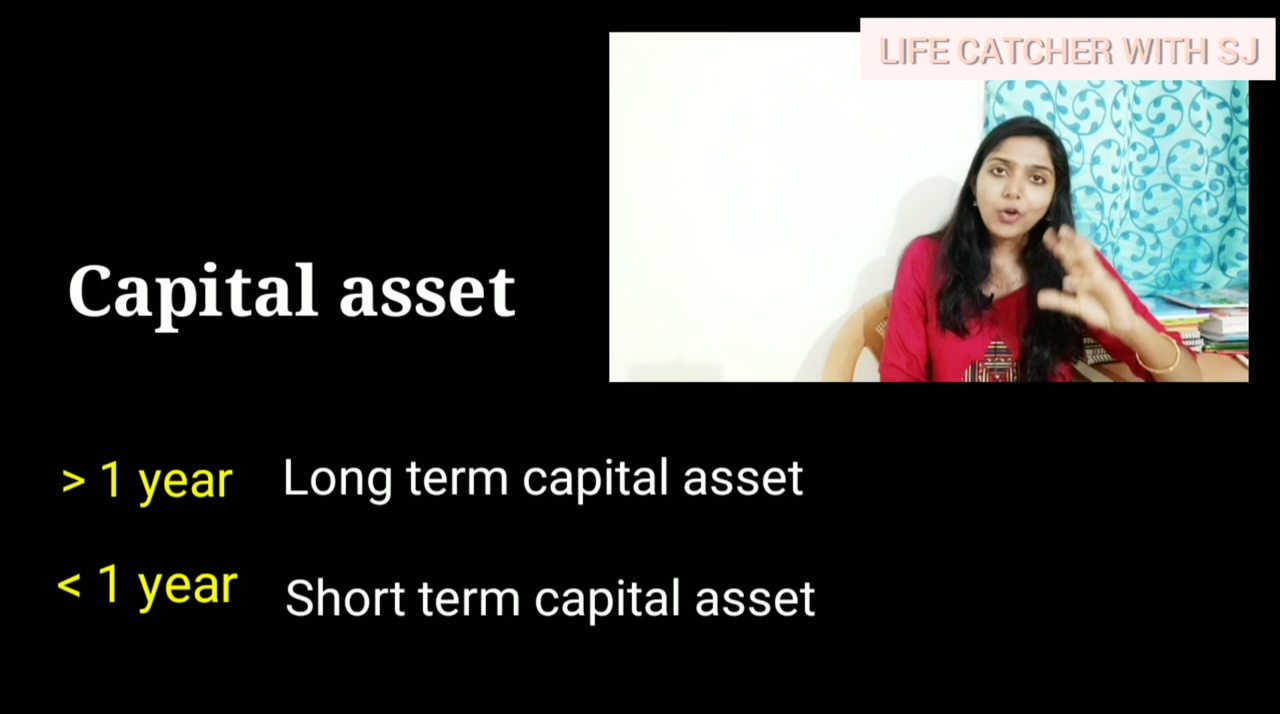 LIFE CATCHER WITH SJ
Capital asset
> 1 year Long term capital asset
< 1 year Short term capital asset